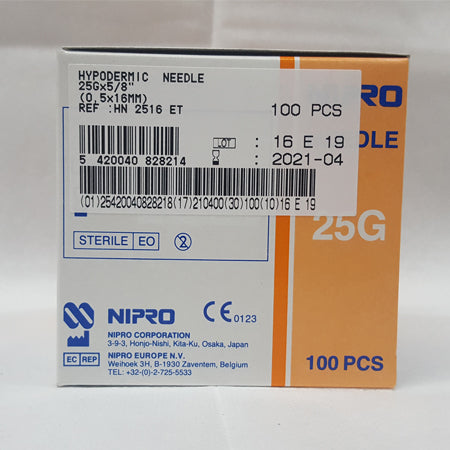 HYPODERMIC NEEDLE
25Gx5/8"
(0,5x16MM)
REF :HN 2516 ET
100 PCS
LOT : 16 E 19
: 2021-04
5 420040 828214
(01)25420040828218(17)210400(30)100(10)16 E 19
NIPRO
25G
STERILE EO
2
NIPRO
CE 0123
NIPRO CORPORATION
3-9-3, Honjo-Nishi, Kita-Ku, Osaka, Japan
EC REP
NIPRO EUROPE N.V.
Weihoek 3H, B-1930 Zaventem, Belgium
TEL: +32-(0)-2-725-5533
100 PCS